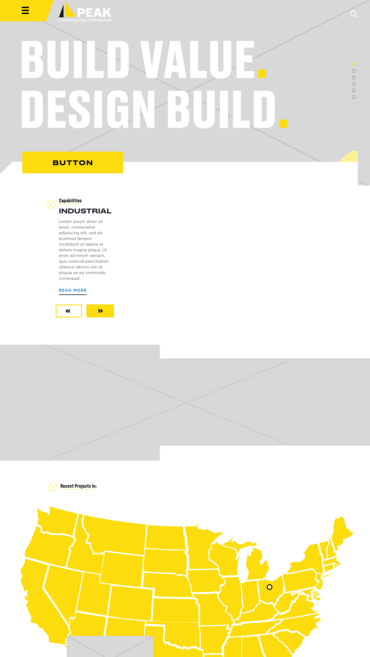 PEAK
CONSTRUCTION CORPORATION
BUILD VALUE.
DESIGN BUILD.
BUTTON
Capabilities
INDUSTRIAL
Lorem ipsum dolor sit
amet, consectetur
adipiscing elit, sed do
eiusmod tempor
incididunt ut labore et
dolore magna aliqua. Ut
enim ad minim veniam,
quis nostrud exercitation
ullamco laboris nisi ut
aliquip ex ea commodo
consequat.
READ MORE
Recent Projects In: